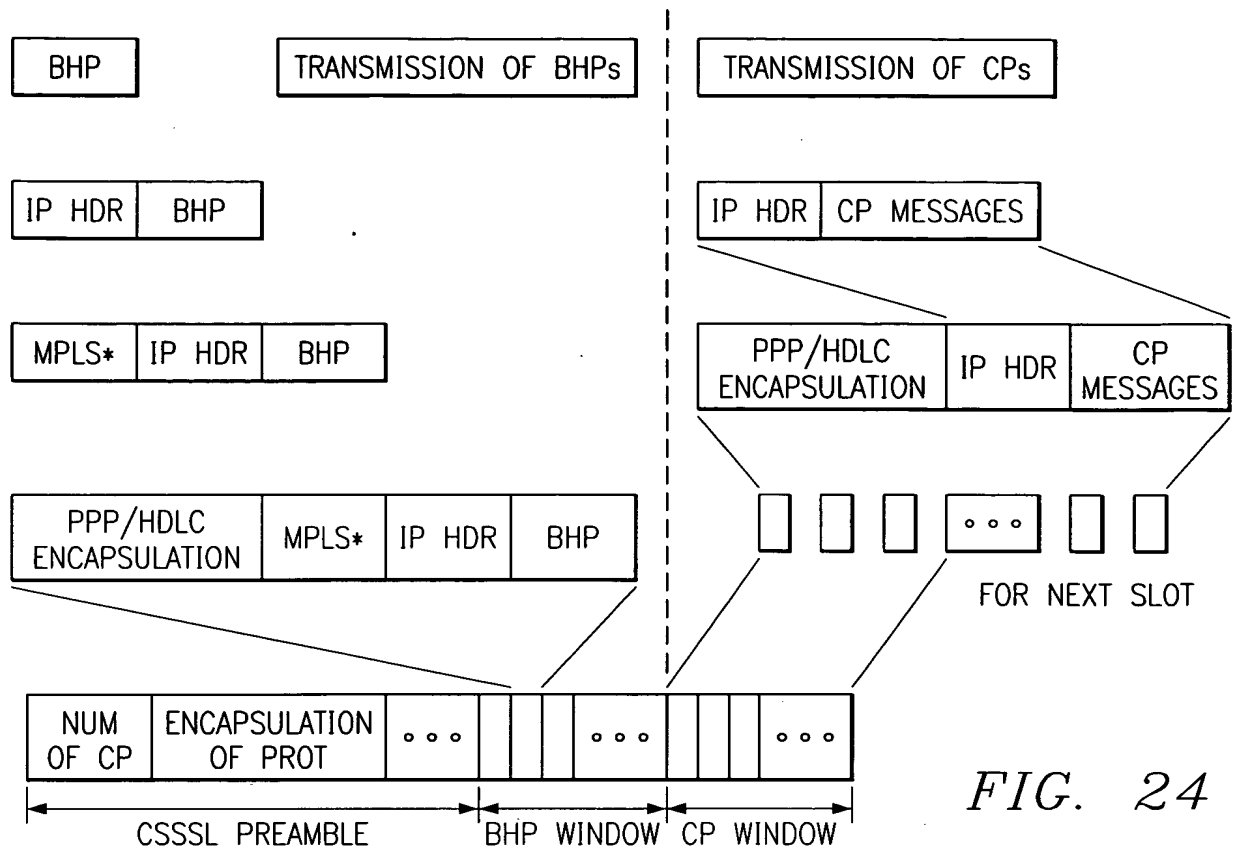 BHP
TRANSMISSION OF BHPs
TRANSMISSION OF CPs
IP HDR
BHP
IP HDR
CP MESSAGES
MPLS*
IP HDR
BHP
PPP/HDLC
ENCAPSULATION
IP HDR
CP
MESSAGES
PPP/HDLC
ENCAPSULATION
MPLS*
IP HDR
BHP
FOR NEXT SLOT
NUM
OF CP
ENCAPSULATION
OF PROT
CSSSL PREAMBLE
BHP WINDOW
CP WINDOW
FIG. 24